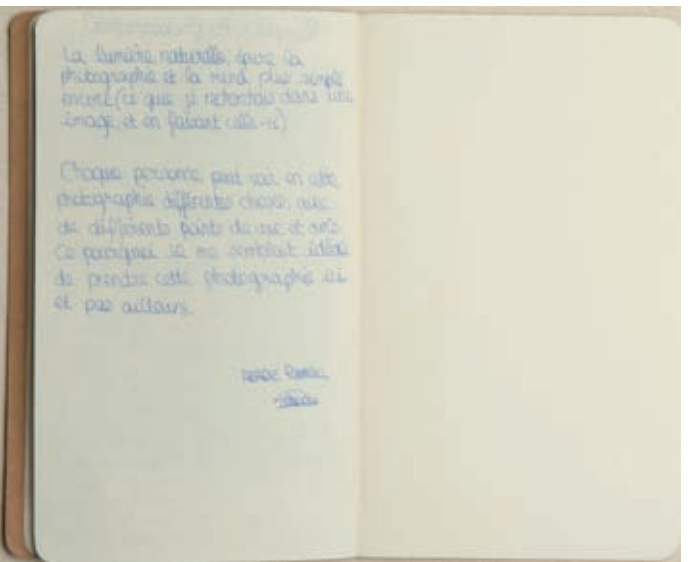 La lumière naturelle, épure la
photographie et la rend plus simple
encore (ce que je recherchais dans une
image, et en faisant celle-ci)
Chaque personne, peut voir en cette
photographie différentes choses, avec
de différents points de vue et avis.
Ce pourquoi il me semblait idéal
de prendre cette photographie ici
et pas ailleurs.